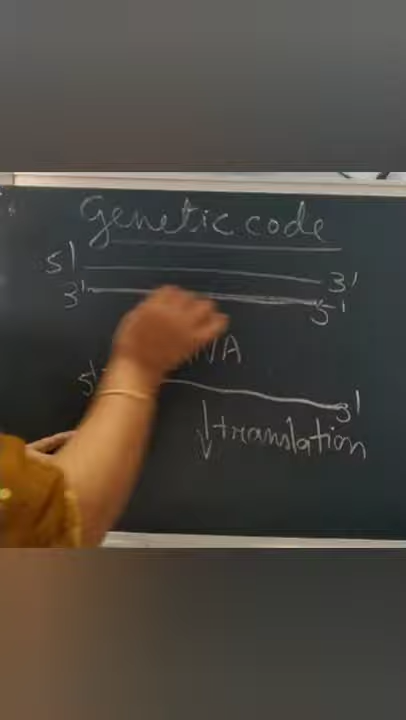 Genetic code
5' 3'
3' 5'
5' 3'
translation